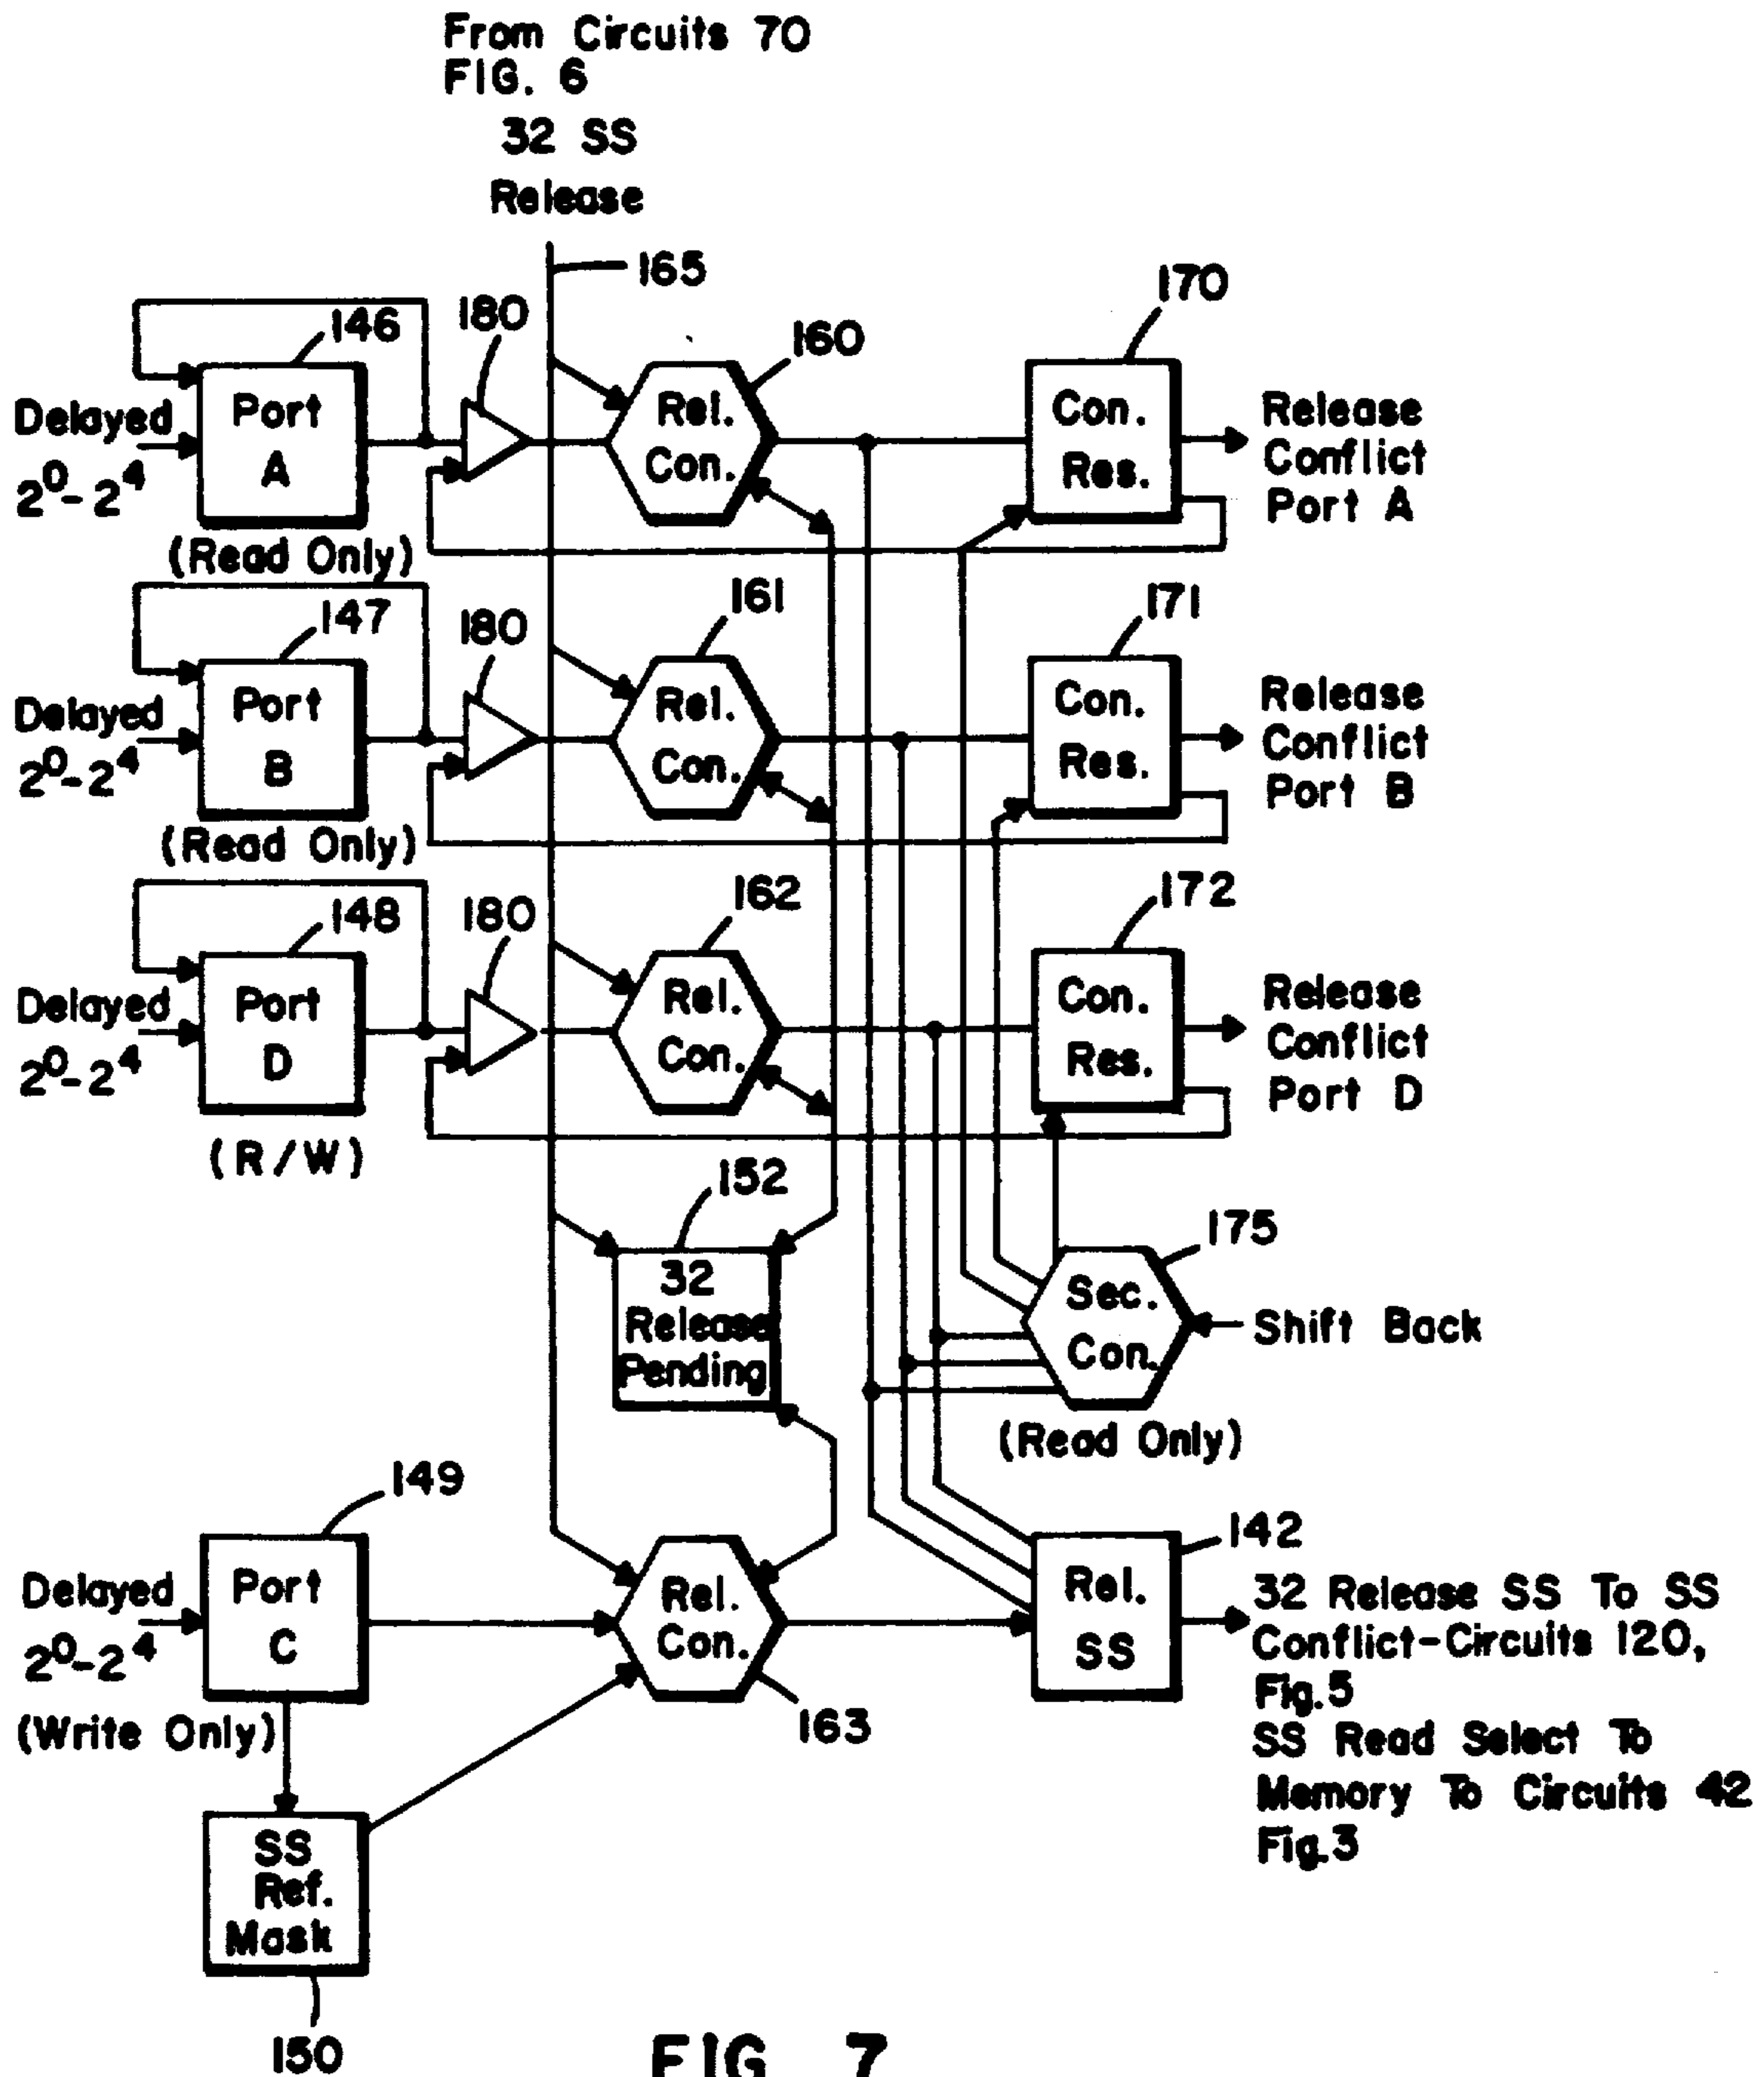 From Circuits 70
FIG. 6
32 SS
Release
165
146
180
160
170
Delayed
2⁰-2⁴
Port
A
Rel.
Con.
Con.
Res.
Release
Conflict
Port A
(Read Only)
147
180
161
171
Delayed
2⁰-2⁴
Port
B
Rel.
Con.
Con.
Res.
Release
Conflict
Port B
(Read Only)
148
180
162
172
Delayed
2⁰-2⁴
Port
D
Rel.
Con.
Con.
Res.
Release
Conflict
Port D
(R/W)
152
32
Release
Pending
175
Sec.
Con.
Shift Back
(Read Only)
149
Delayed
2⁰-2⁴
Port
C
Rel.
Con.
163
142
Rel.
SS
32 Release SS To SS
Conflict-Circuits 120,
Fig.5
SS Read Select To
Memory To Circuits 42
Fig.3
(Write Only)
SS
Ref.
Mask
150
FIG. 7